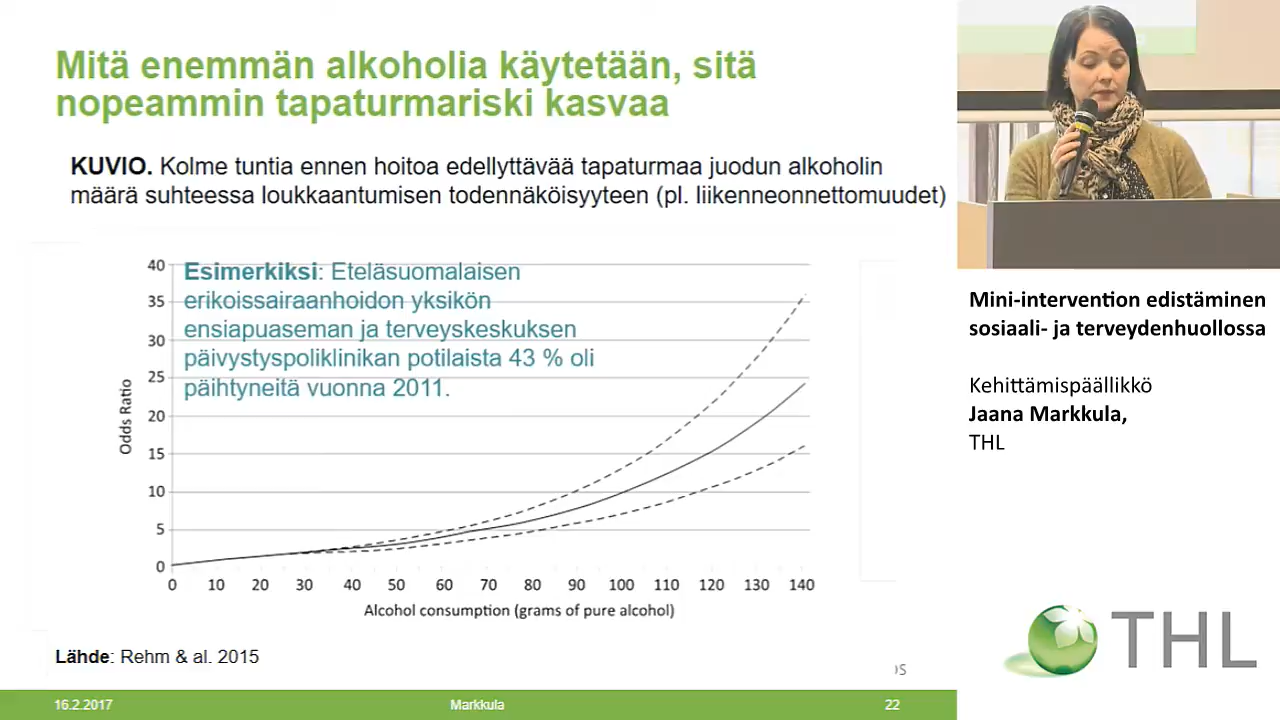 Mitä enemmän alkoholia käytetään, sitä
nopeammin tapaturmariski kasvaa
KUVIO. Kolme tuntia ennen hoitoa edellyttävää tapaturmaa juodun alkoholin
määrä suhteessa loukkaantumisen todennäköisyyteen (pl. liikenneonnettomuudet)
Esimerkiksi: Eteläsuomalaisen
erikoissairaanhoidon yksikön
ensiapuaseman ja terveyskeskuksen
päivystyspoliklinikan potilaista 43 % oli
päihtyneitä vuonna 2011.
Odds Ratio
40
35
30
25
20
15
10
5
0
0 10 20 30 40 50 60 70 80 90 100 110 120 130 140
Alcohol consumption (grams of pure alcohol)
Lähde: Rehm & al. 2015
16.2.2017 Markkula 22
Mini-intervention edistäminen
sosiaali- ja terveydenhuollossa
Kehittämispäällikkö
Jaana Markkula,
THL
THL